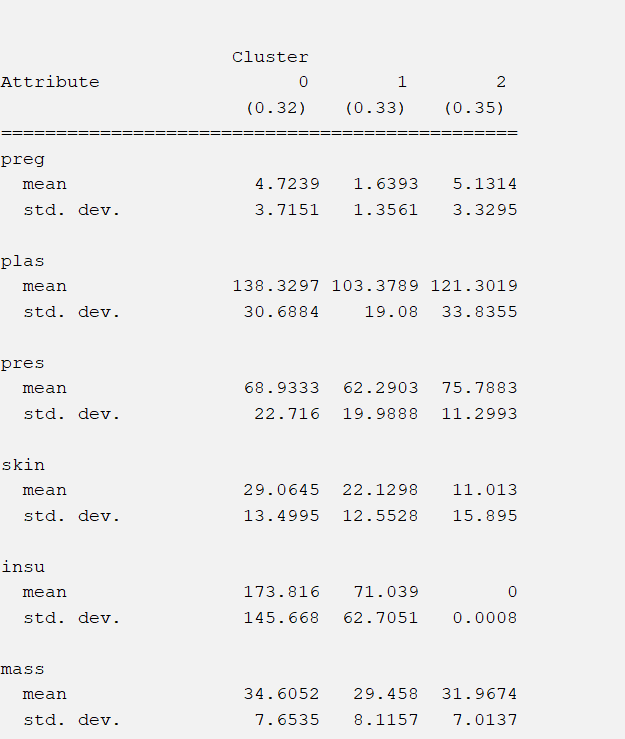 Cluster
Attribute 0 1 2
(0.32) (0.33) (0.35)
===============================================
preg
mean 4.7239 1.6393 5.1314
std. dev. 3.7151 1.3561 3.3295
plas
mean 138.3297 103.3789 121.3019
std. dev. 30.6884 19.08 33.8355
pres
mean 68.9333 62.2903 75.7883
std. dev. 22.716 19.9888 11.2993
skin
mean 29.0645 22.1298 11.013
std. dev. 13.4995 12.5528 15.895
insu
mean 173.816 71.039 0
std. dev. 145.668 62.7051 0.0008
mass
mean 34.6052 29.458 31.9674
std. dev. 7.6535 8.1157 7.0137